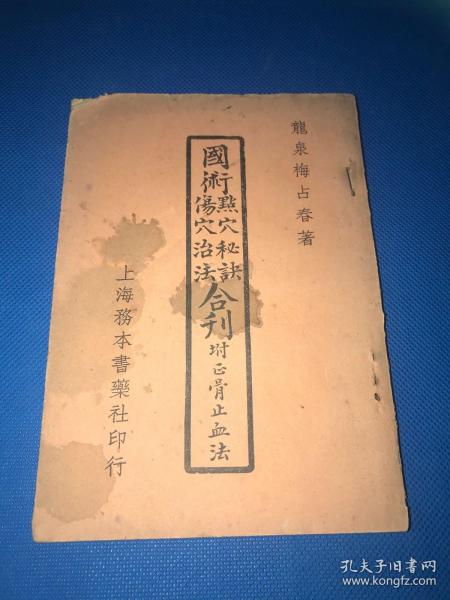 龍泉梅占春著
國術點穴秘訣
傷穴治法合刊
坿正骨止血法
上海務本書藥社印行
孔夫子旧书网
www.kongfz.com